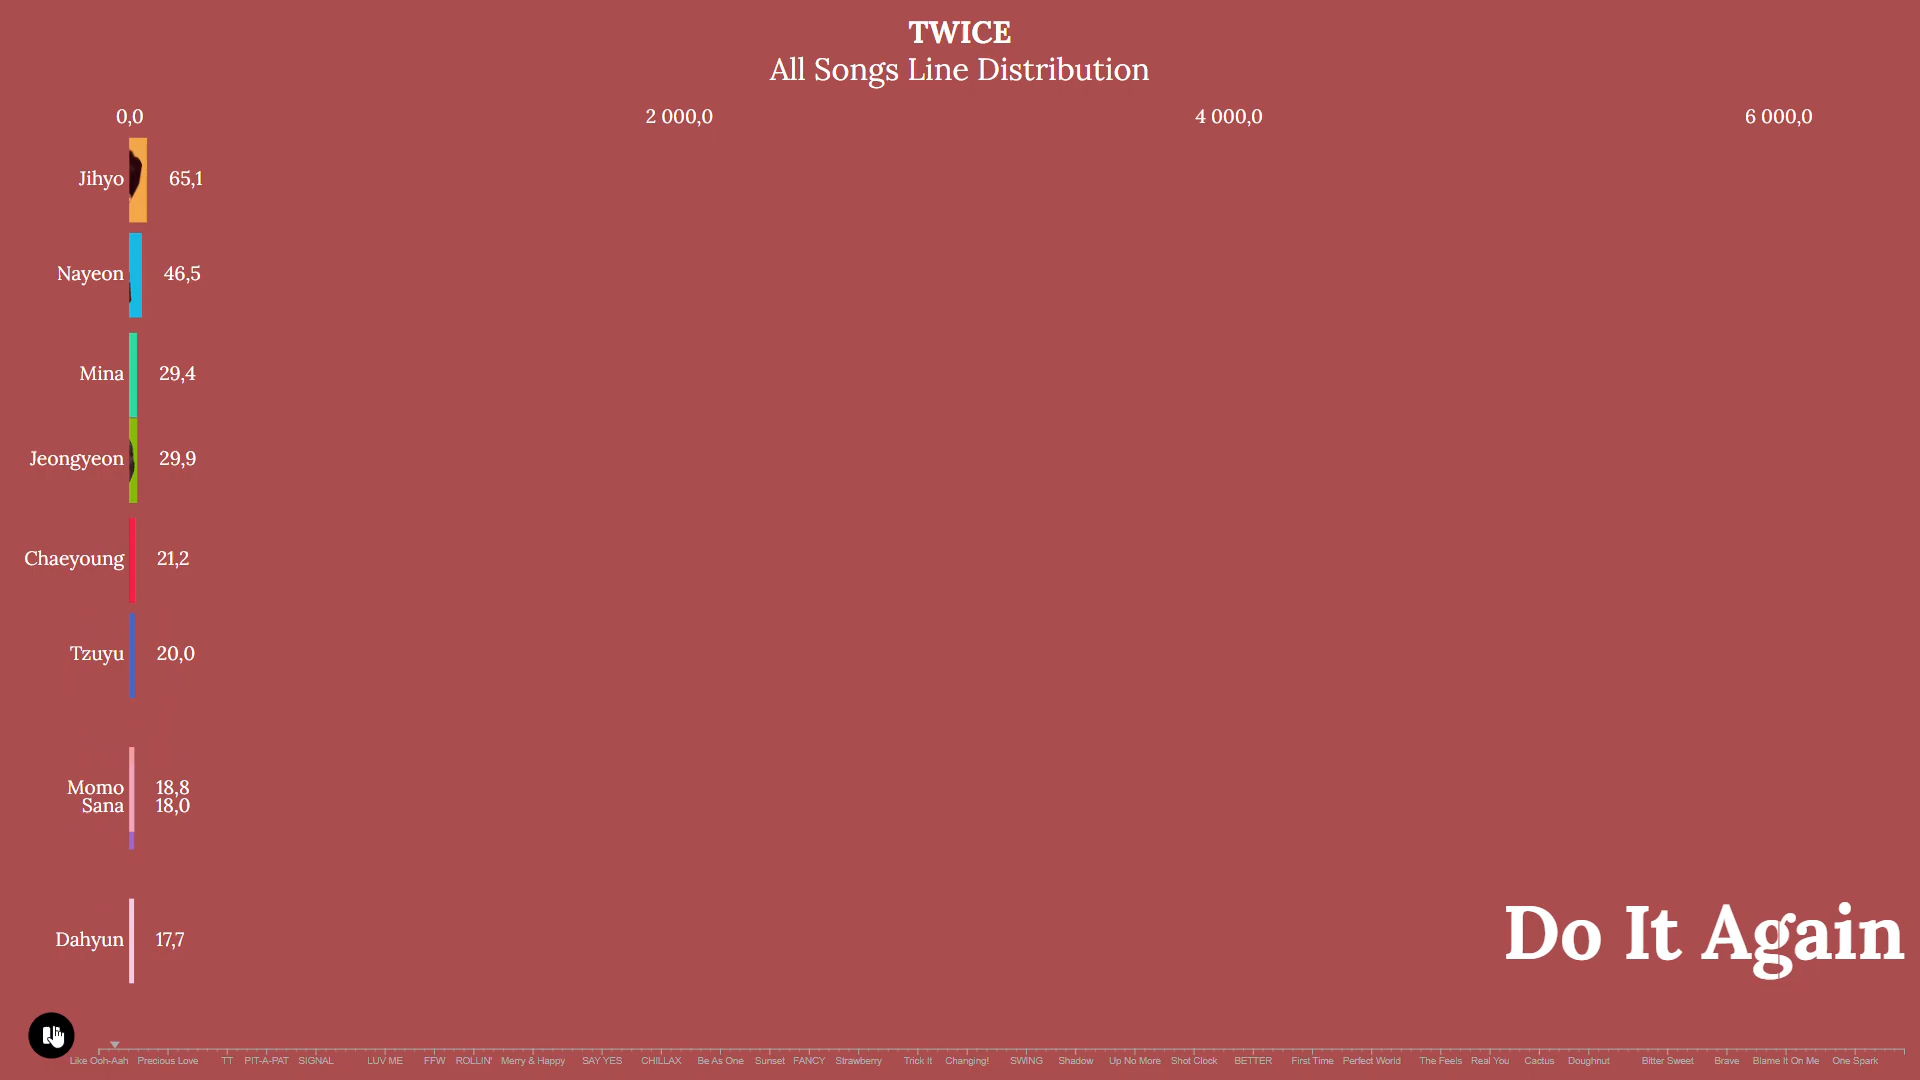 TWICE
All Songs Line Distribution
0,0 2 000,0 4 000,0 6 000,0
Jihyo 65,1
Nayeon 46,5
Mina 29,4
Jeongyeon 29,9
Chaeyoung 21,2
Tzuyu 20,0
Momo 18,8
Sana 18,0
Dahyun 17,7
Do It Again
Like Ooh-Aah Precious Love TT PIT-A-PAT SIGNAL LUV ME FFW ROLLIN' Merry & Happy SAY YES CHILLAX Be As One Sunset FANCY Strawberry Trick It Changing! SWING Shadow Up No More Shot Clock BETTER First Time Perfect World The Feels Real You Cactus Doughnut Bitter Sweet Brave Blame It On Me One Spark